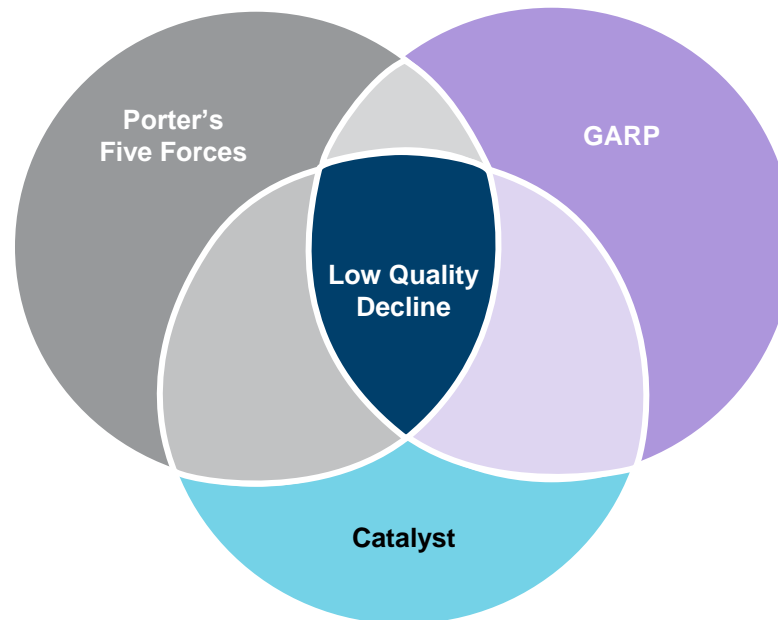 Porter's
Five Forces
GARP
Low Quality
Decline
Catalyst